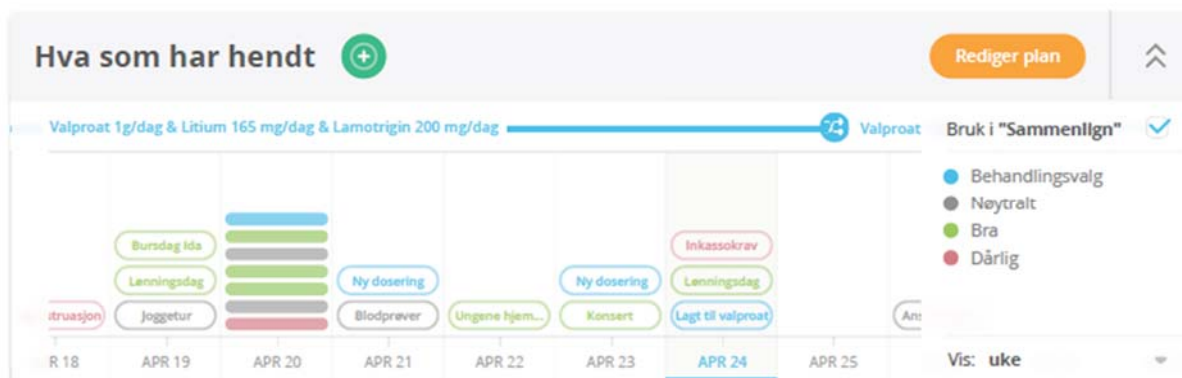 Hva som har hendt
Rediger plan
Valproat 1g/dag & Litium 165 mg/dag & Lamotrigin 200 mg/dag
Valproat
Bruk i "Sammenlign"
Behandlingsvalg
Nøytralt
Bra
Dårlig
Bursdag Ida
Inkassokrav
Lønningsdag
Ny dosering
Ny dosering
Lønningsdag
struasjon
Joggetur
Blodprøver
Ungene hjem...
Konsert
Lagt til valproat
Ans
R 18
APR 19
APR 20
APR 21
APR 22
APR 23
APR 24
APR 25
Vis: uke